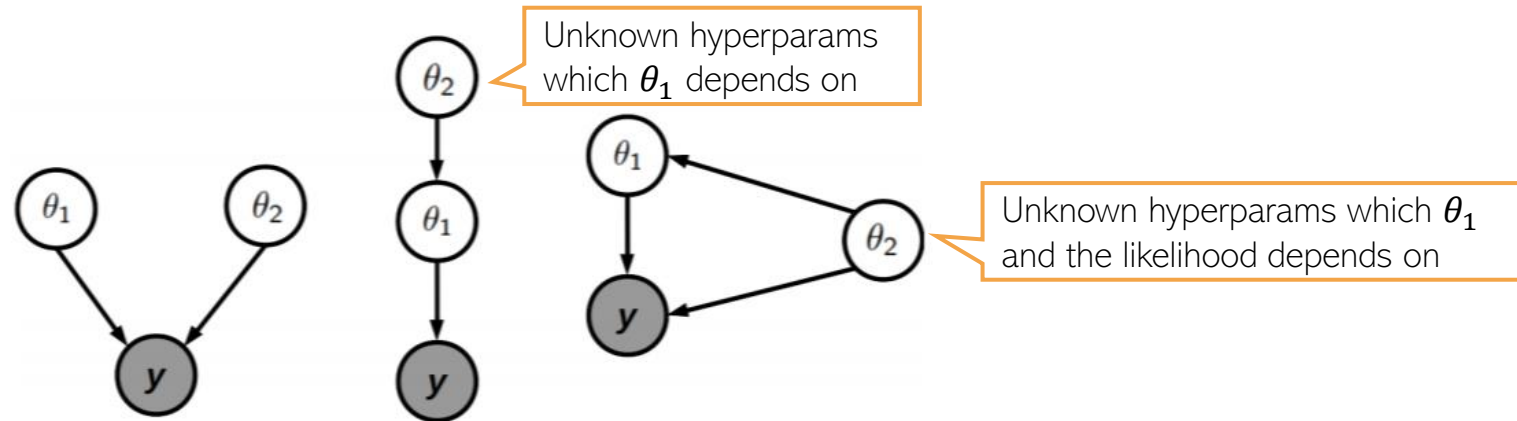 Unknown hyperparams
which θ₁ depends on
θ₂
θ₁
θ₂
θ₁
y
y
θ₁
θ₂
y
Unknown hyperparams which θ₁
and the likelihood depends on